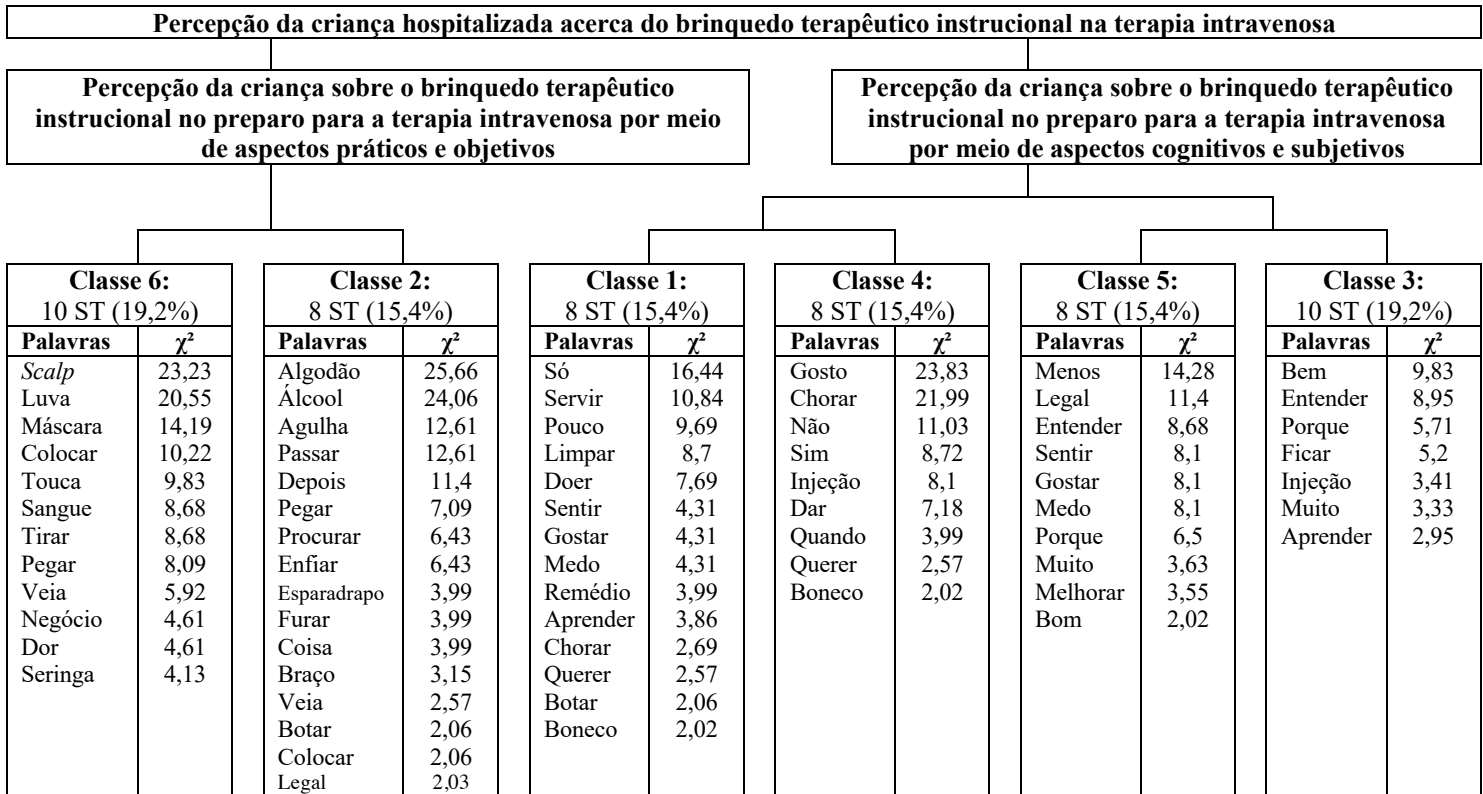 Percepção da criança hospitalizada acerca do brinquedo terapêutico instrucional na terapia intravenosa
Percepção da criança sobre o brinquedo terapêutico
instrucional no preparo para a terapia intravenosa por meio
de aspectos práticos e objetivos
Percepção da criança sobre o brinquedo terapêutico
instrucional no preparo para a terapia intravenosa
por meio de aspectos cognitivos e subjetivos
Classe 6:
10 ST (19,2%)
Palavras χ²
Scalp 23,23
Luva 20,55
Máscara 14,19
Colocar 10,22
Touca 9,83
Sangue 8,68
Tirar 8,68
Pegar 8,09
Veia 5,92
Negócio 4,61
Dor 4,61
Seringa 4,13
Classe 2:
8 ST (15,4%)
Palavras χ²
Algodão 25,66
Álcool 24,06
Agulha 12,61
Passar 12,61
Depois 11,4
Pegar 7,09
Procurar 6,43
Enfiar 6,43
Esparadrapo 3,99
Furar 3,99
Coisa 3,99
Braço 3,15
Veia 2,57
Botar 2,06
Colocar 2,06
Legal 2,03
Classe 1:
8 ST (15,4%)
Palavras χ²
Só 16,44
Servir 10,84
Pouco 9,69
Limpar 8,7
Doer 7,69
Sentir 4,31
Gostar 4,31
Medo 4,31
Remédio 3,99
Aprender 3,86
Chorar 2,69
Querer 2,57
Botar 2,06
Boneco 2,02
Classe 4:
8 ST (15,4%)
Palavras χ²
Gosto 23,83
Chorar 21,99
Não 11,03
Sim 8,72
Injeção 8,1
Dar 7,18
Quando 3,99
Querer 2,57
Boneco 2,02
Classe 5:
8 ST (15,4%)
Palavras χ²
Menos 14,28
Legal 11,4
Entender 8,68
Sentir 8,1
Gostar 8,1
Medo 8,1
Porque 6,5
Muito 3,63
Melhorar 3,55
Bom 2,02
Classe 3:
10 ST (19,2%)
Palavras χ²
Bem 9,83
Entender 8,95
Porque 5,71
Ficar 5,2
Injeção 3,41
Muito 3,33
Aprender 2,95